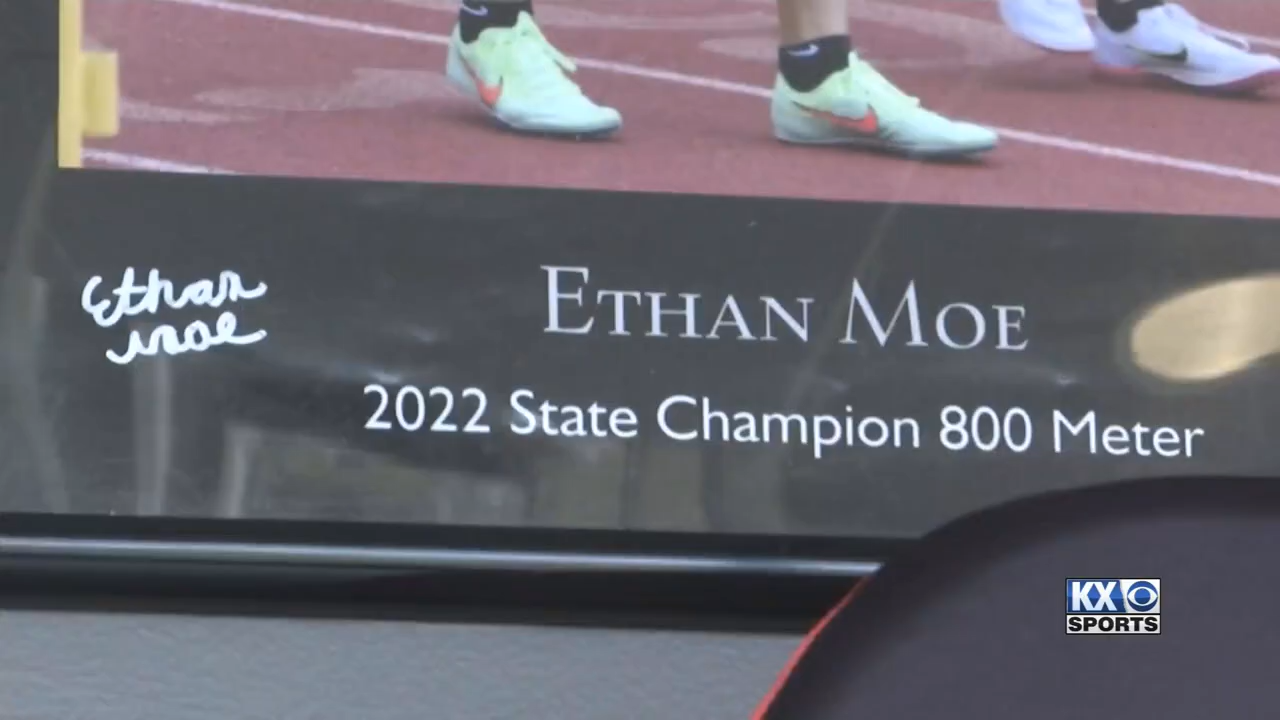 Ethan
moe
ETHAN MOE
2022 State Champion 800 Meter
KX
SPORTS